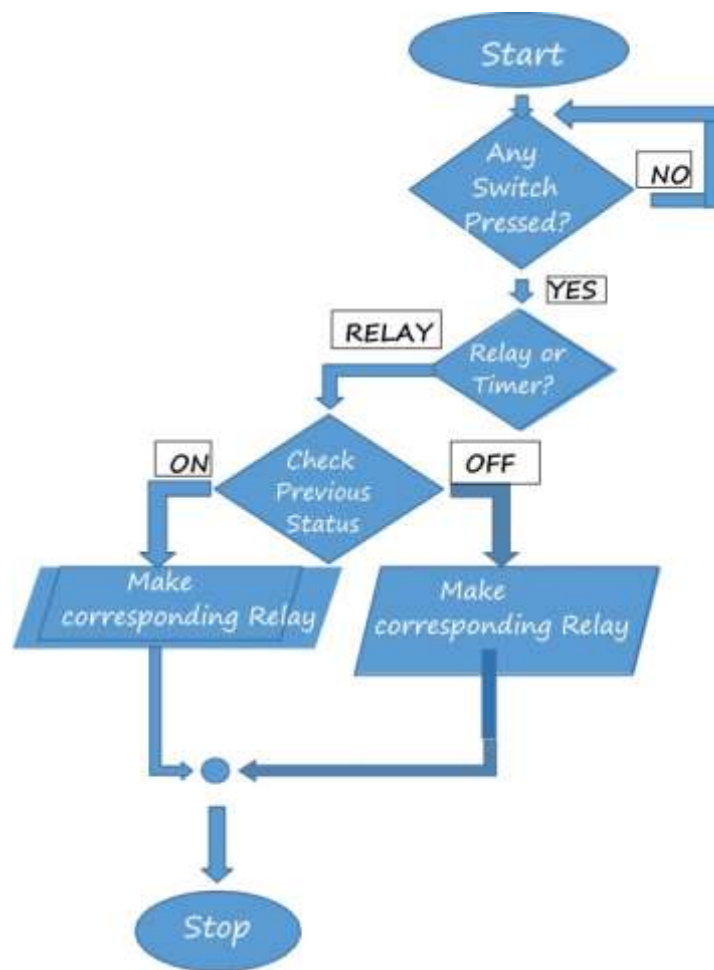 Start
Any
Switch
Pressed?
NO
YES
RELAY
Relay or
Timer?
ON
Check
Previous
Status
OFF
Make
corresponding Relay
Make
corresponding Relay
Stop